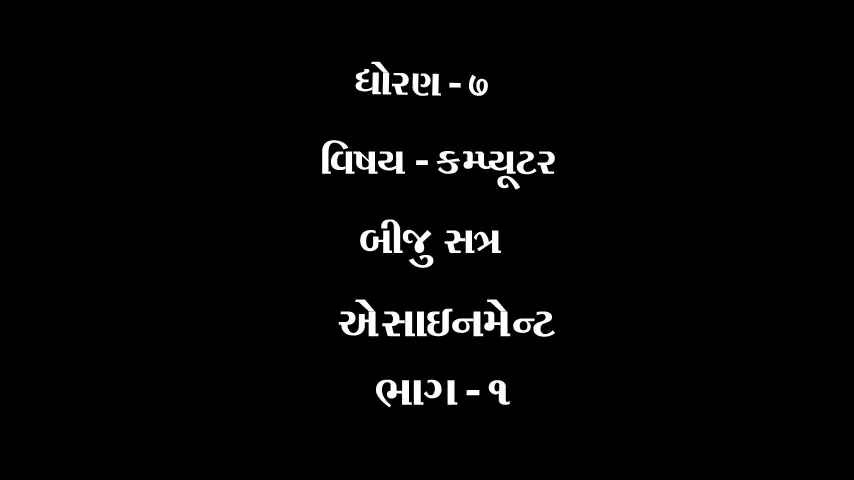 ધોરણ - ૭
વિષય - કમ્પ્યૂટર
બીજુ સત્ર
એસાઇનમેન્ટ
ભાગ - ૧